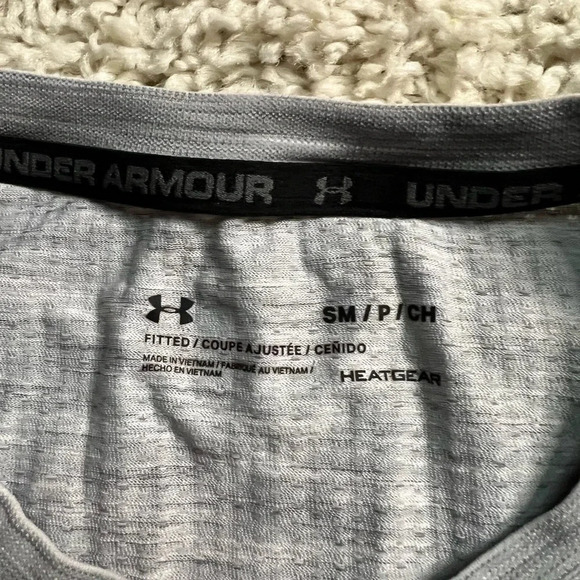 UNDER ARMOUR UNDER
SM / P / CH
FITTED / COUPE AJUSTÉE / CEÑIDO
MADE IN VIETNAM / FABRIQUÉ AU VIETNAM /
HECHO EN VIETNAM
HEATGEAR